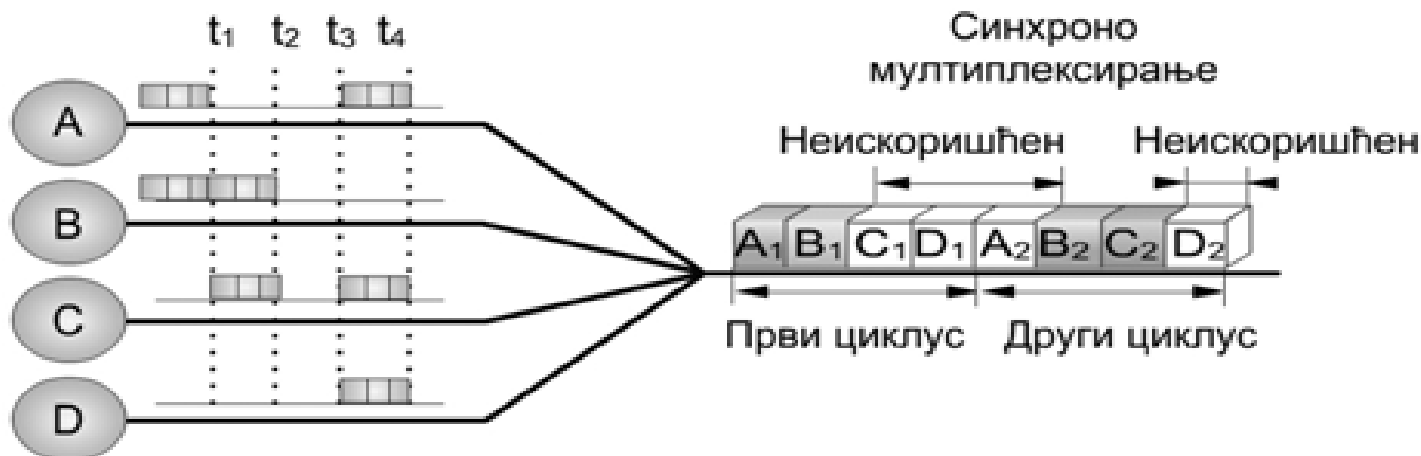 t₁ t₂ t₃ t₄
Синхроно
мултиплексирање
A
Неискоришћен Неискоришћен
B
A₁ B₁ C₁ D₁ A₂ B₂ C₂ D₂
C
Први циклус Други циклус
D